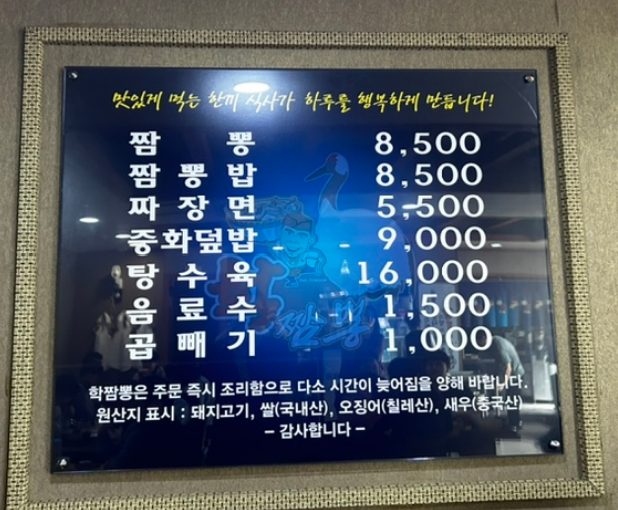 맛있게 먹는 한끼 식사가 하루를 행복하게 만듭니다!
짬 뽕 8,500
짬 뽕 밥 8,500
짜 장 면 5,500
중화덮밥 9,000
탕 수 육 16,000
음 료 수 1,500
곱 빼 기 1,000
학짬뽕은 주문 즉시 조리함으로 다소 시간이 늦어짐을 양해 바랍니다.
원산지 표시 : 돼지고기, 쌀(국내산), 오징어(칠레산), 새우(중국산)
– 감사합니다 –